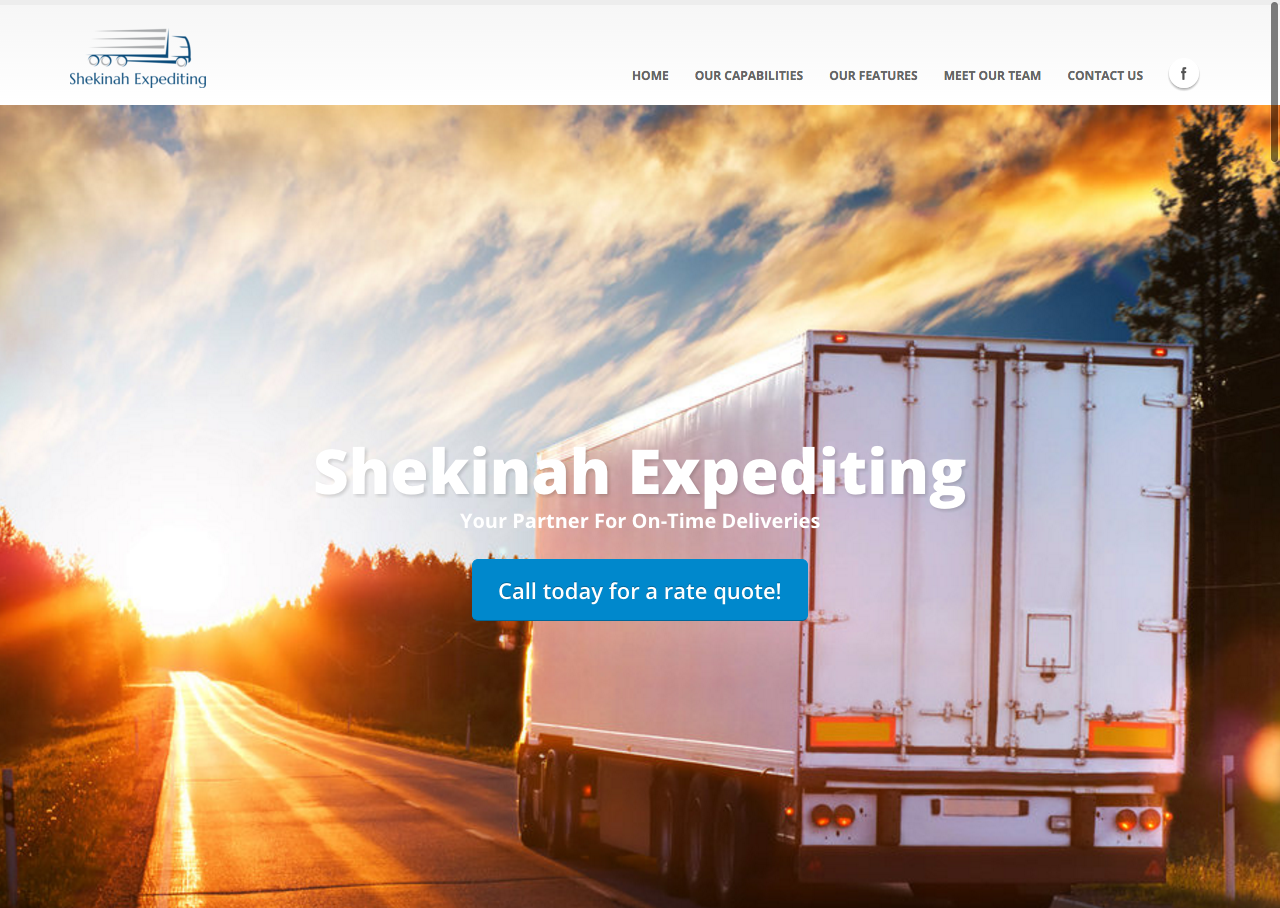 Shekinah Expediting
HOME OUR CAPABILITIES OUR FEATURES MEET OUR TEAM CONTACT US f
Shekinah Expediting
Your Partner For On-Time Deliveries
Call today for a rate quote!